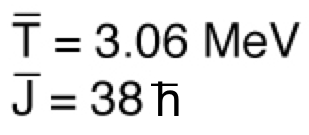 T̿ = 3.06 MeV
J̅ = 38 ℏ